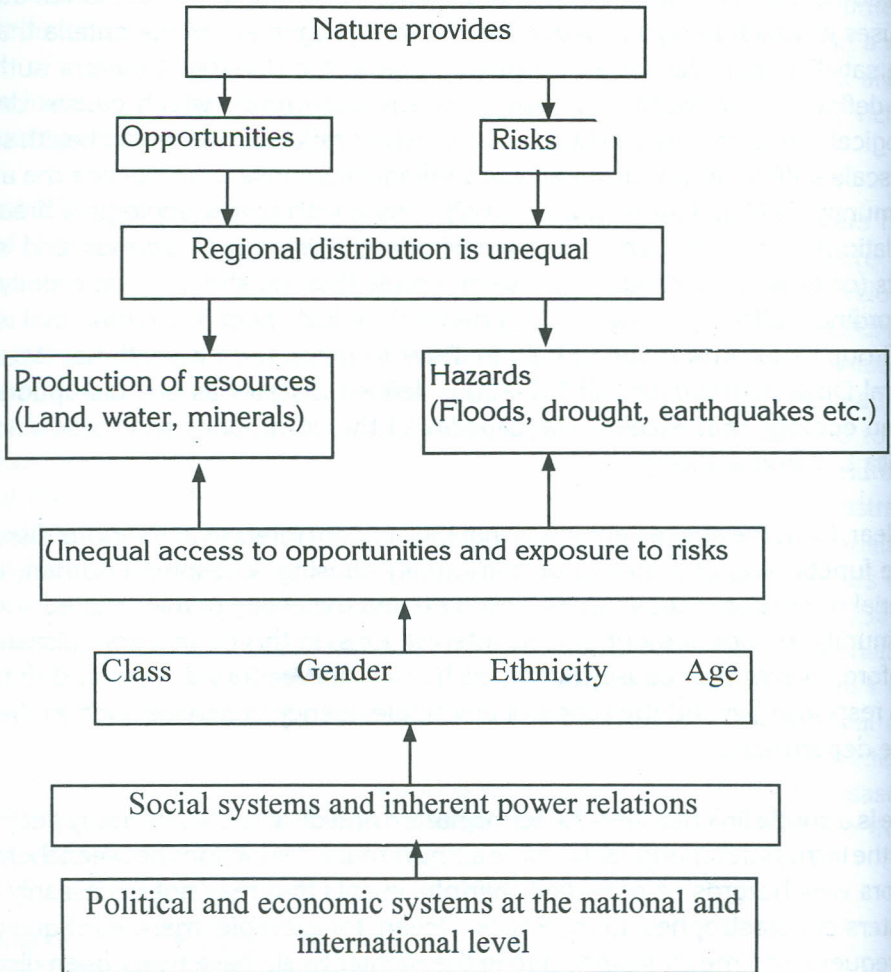 Nature provides
Opportunities
Risks
Regional distribution is unequal
Production of resources
(Land, water, minerals)
Hazards
(Floods, drought, earthquakes etc.)
Unequal access to opportunities and exposure to risks
Class Gender Ethnicity Age
Social systems and inherent power relations
Political and economic systems at the national and
international level